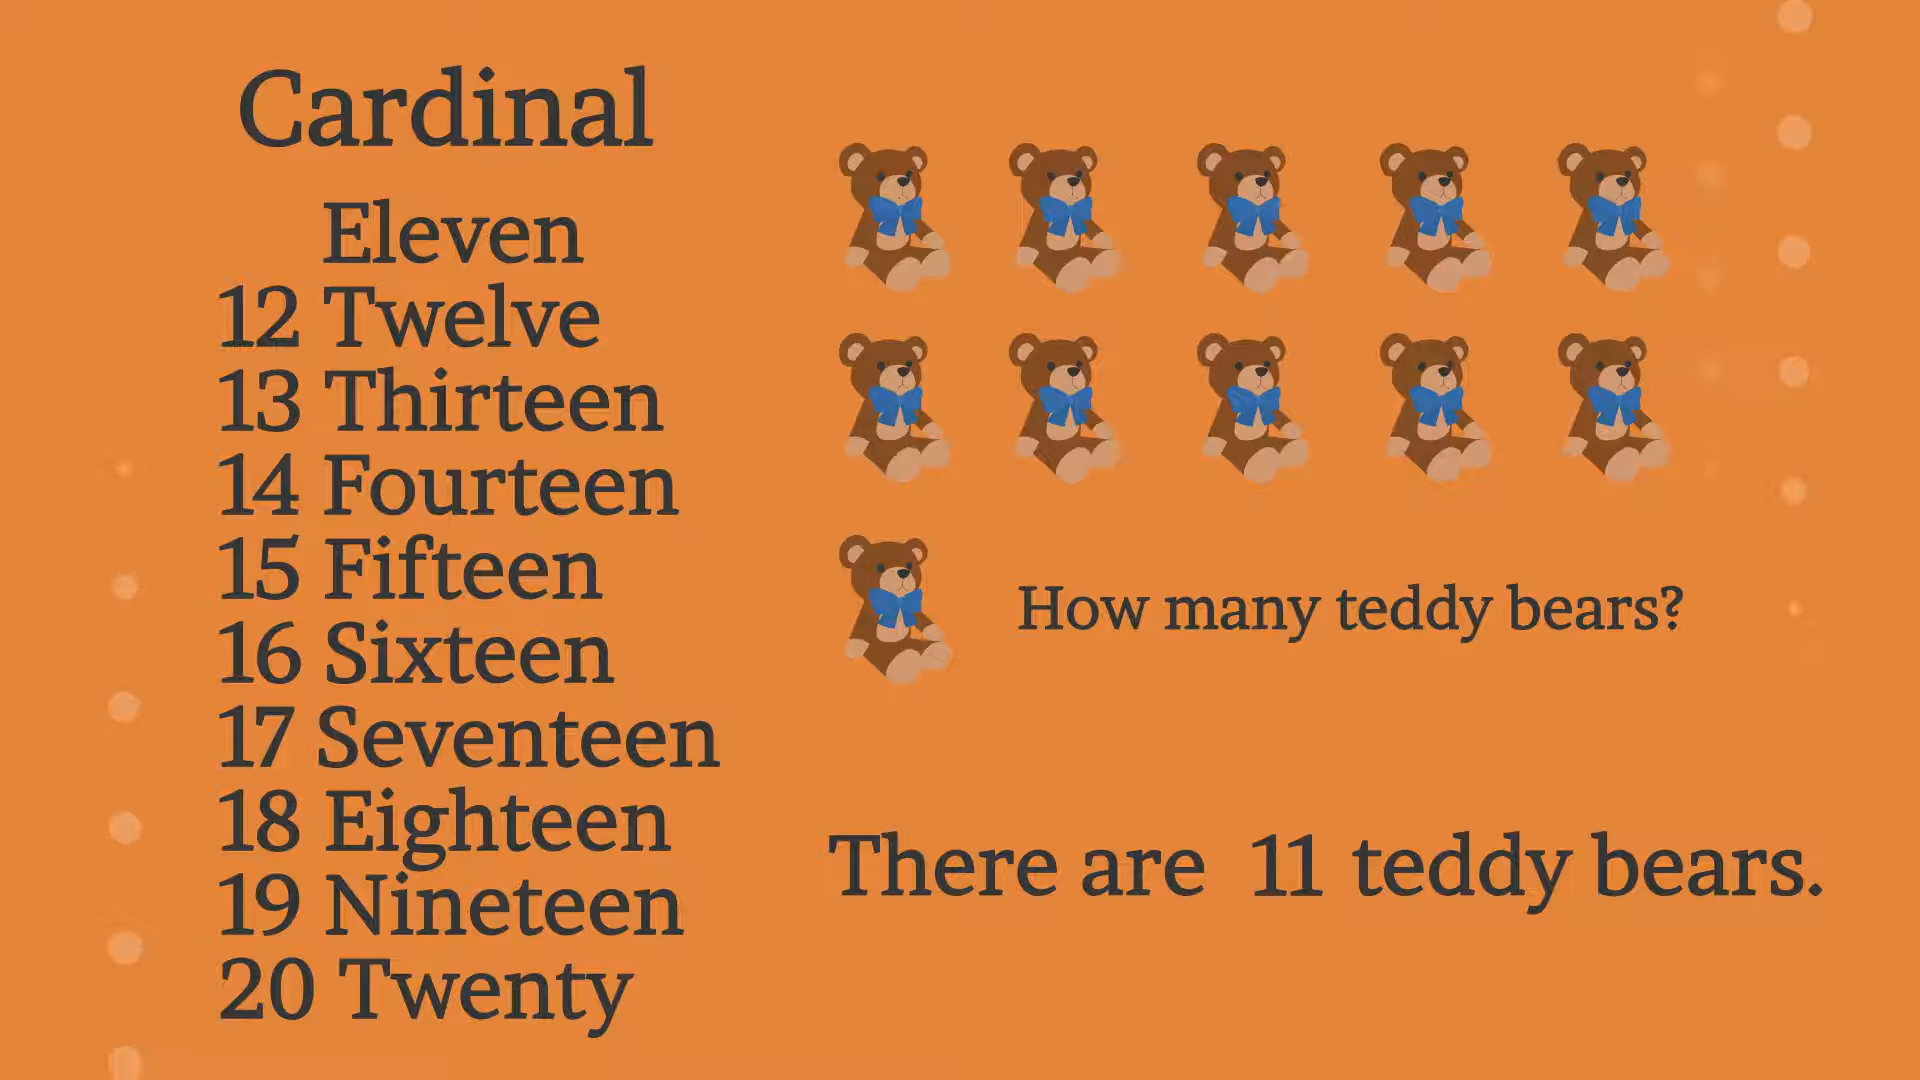 Cardinal
Eleven
12 Twelve
13 Thirteen
14 Fourteen
15 Fifteen
16 Sixteen
17 Seventeen
18 Eighteen
19 Nineteen
20 Twenty
How many teddy bears?
There are 11 teddy bears.